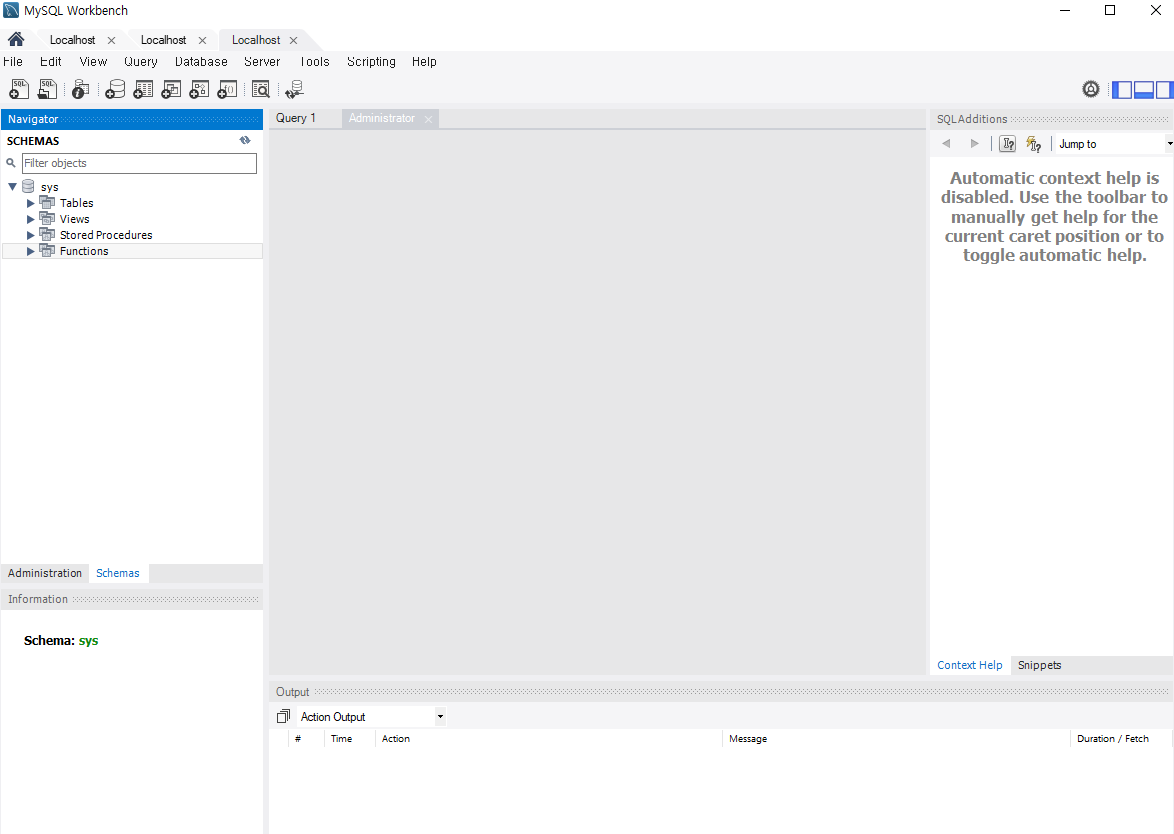 MySQL Workbench
Localhost
Localhost
Localhost
File Edit View Query Database Server Tools Scripting Help
SQL SQL
Navigator
SCHEMAS
Filter objects
sys
Tables
Views
Stored Procedures
Functions
Administration Schemas
Information
Schema: sys
Query 1 Administrator
SQLAdditions
Jump to
Automatic context help is
disabled. Use the toolbar to
manually get help for the
current caret position or to
toggle automatic help.
Context Help Snippets
Output
Action Output
# Time Action Message Duration / Fetch